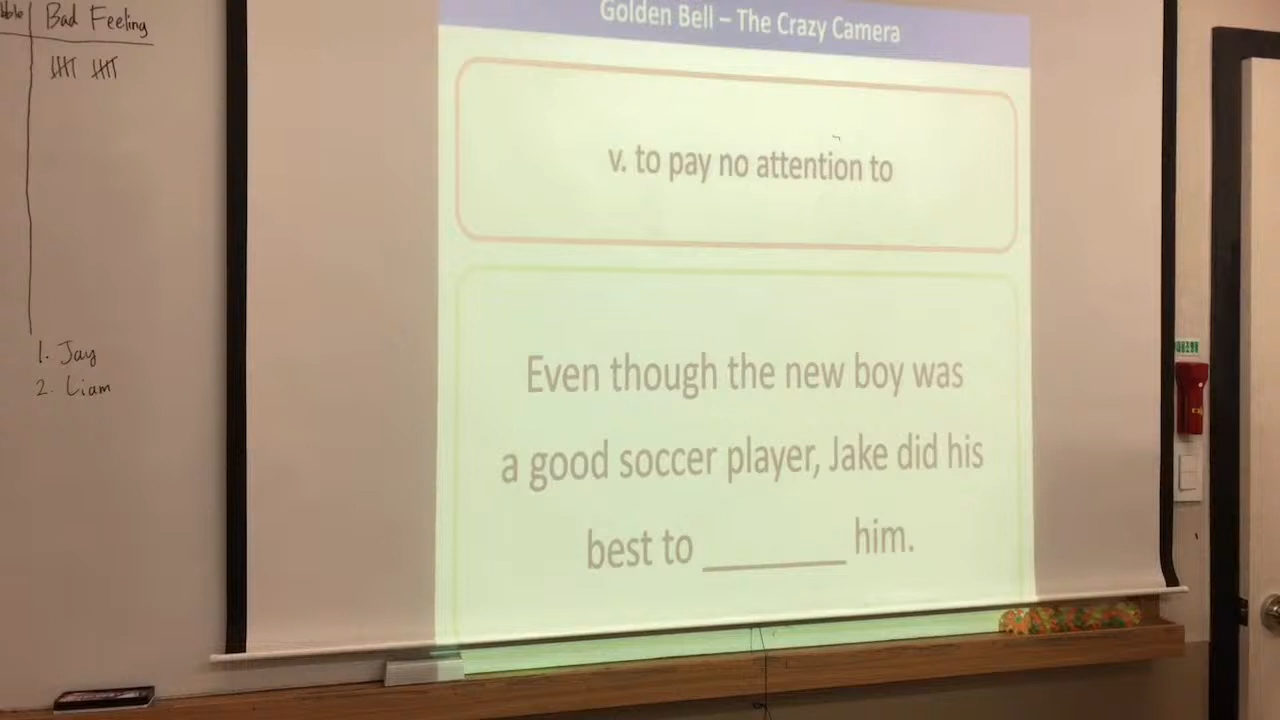 Bad Feeling
1. Jay
2. Liam
Golden Bell – The Crazy Camera
v. to pay no attention to
Even though the new boy was
a good soccer player, Jake did his
best to ________ him.